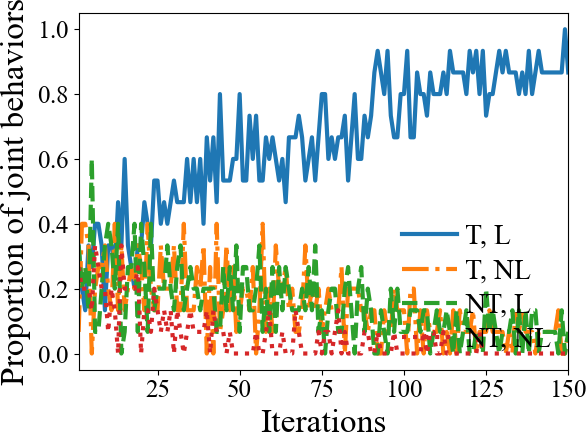 Proportion of joint behaviors
1.0
0.8
0.6
0.4
0.2
0.0
T, L
T, NL
NT, L
NT, NL
25 50 75 100 125 150
Iterations